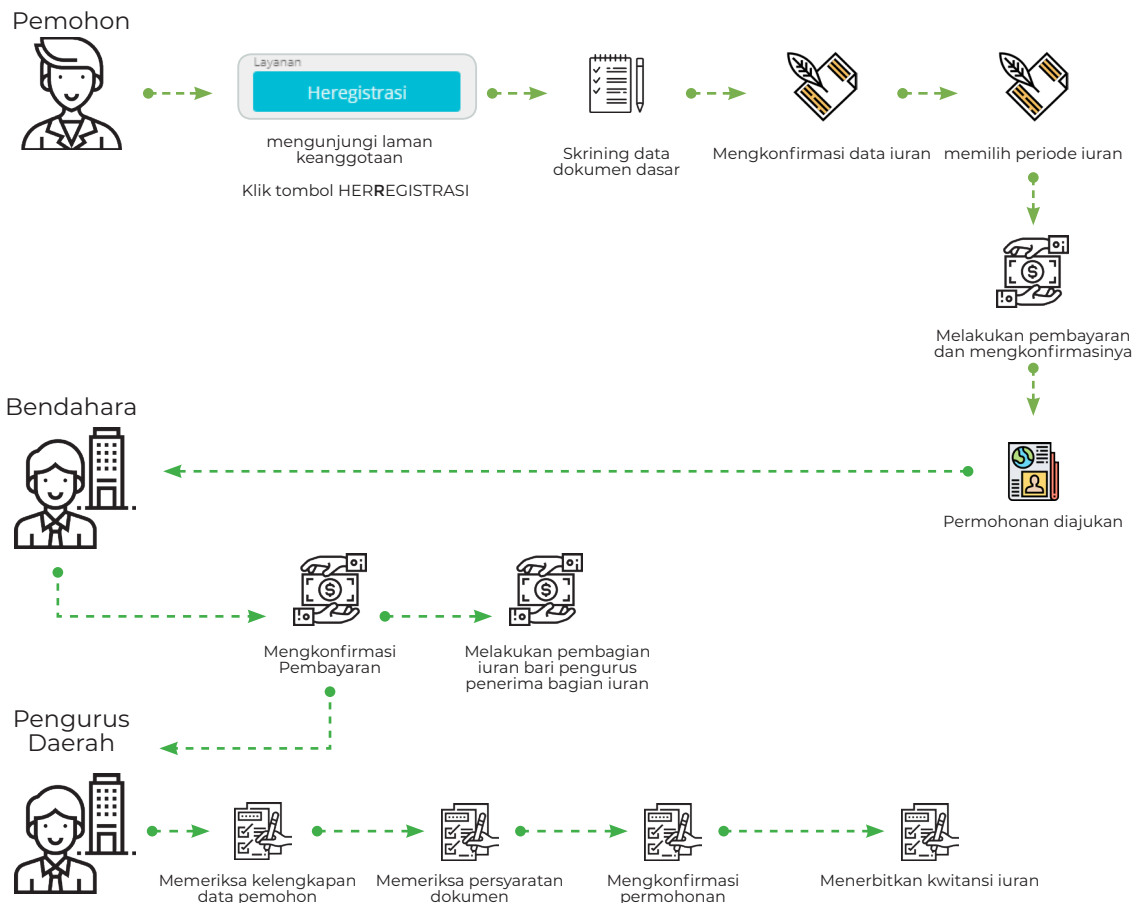 Pemohon
Layanan
Heregistrasi
mengunjungi laman
keanggotaan
Klik tombol HERREGISTRASI
Skrining data
dokumen dasar
Mengkonfirmasi data iuran
memilih periode iuran
Melakukan pembayaran
dan mengkonfirmasinya
Bendahara
Permohonan diajukan
Mengkonfirmasi
Pembayaran
Melakukan pembagian
iuran bari pengurus
penerima bagian iuran
Pengurus
Daerah
Memeriksa kelengkapan
data pemohon
Memeriksa persyaratan
dokumen
Mengkonfirmasi
permohonan
Menerbitkan kwitansi iuran